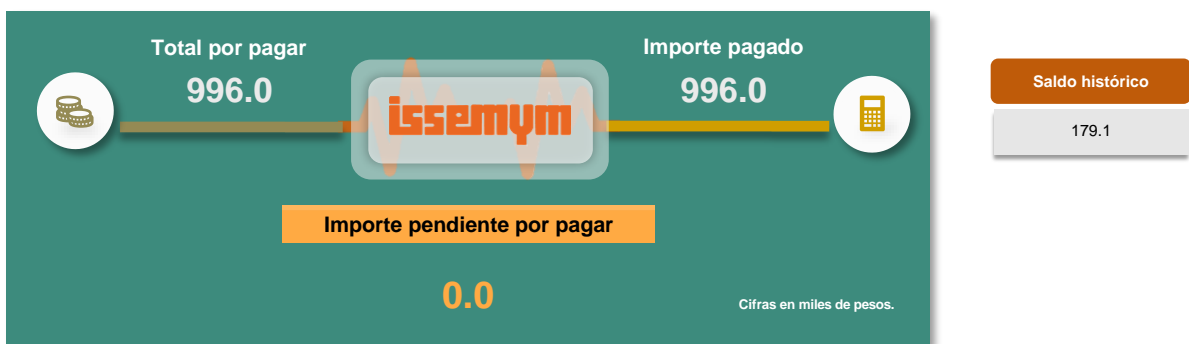 Total por pagar
996.0
issemym
Importe pagado
996.0
Importe pendiente por pagar
0.0
Cifras en miles de pesos.
Saldo histórico
179.1